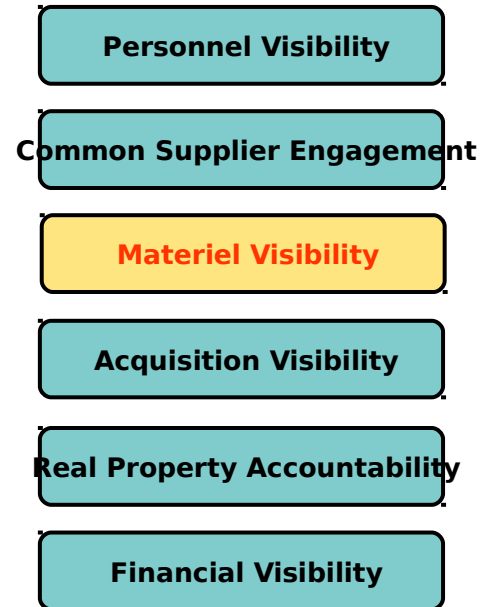 Personnel Visibility
Common Supplier Engagement
Materiel Visibility
Acquisition Visibility
Real Property Accountability
Financial Visibility